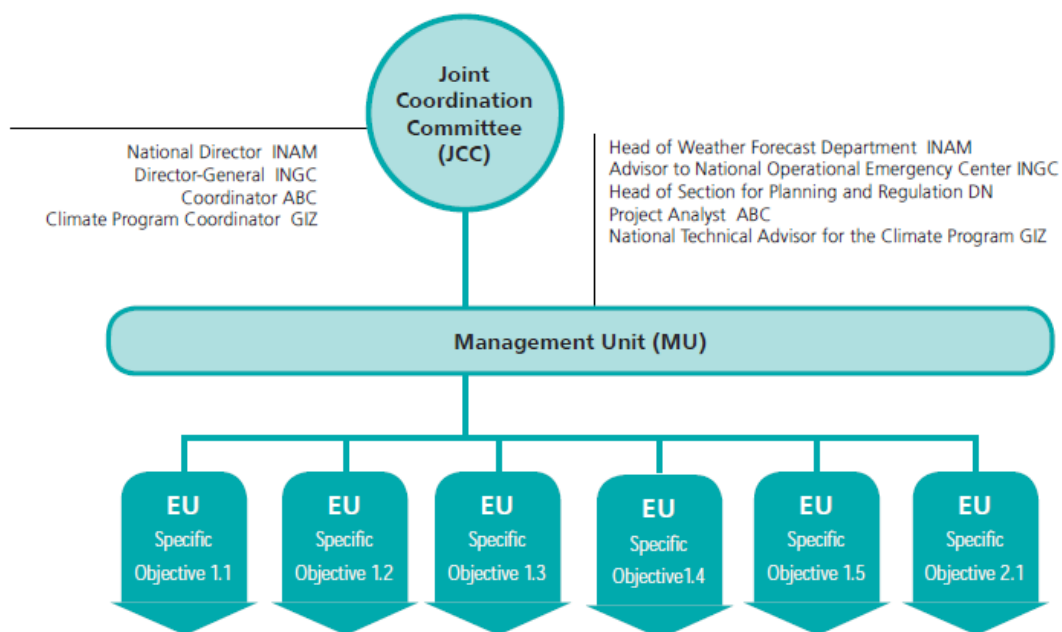 Joint
Coordination
Committee
(JCC)
National Director INAM
Director-General INGC
Coordinator ABC
Climate Program Coordinator GIZ
Head of Weather Forecast Department INAM
Advisor to National Operational Emergency Center INGC
Head of Section for Planning and Regulation DN
Project Analyst ABC
National Technical Advisor for the Climate Program GIZ
Management Unit (MU)
EU
Specific
Objective 1.1
EU
Specific
Objective 1.2
EU
Specific
Objective 1.3
EU
Specific
Objective1.4
EU
Specific
Objective 1.5
EU
Specific
Objective 2.1